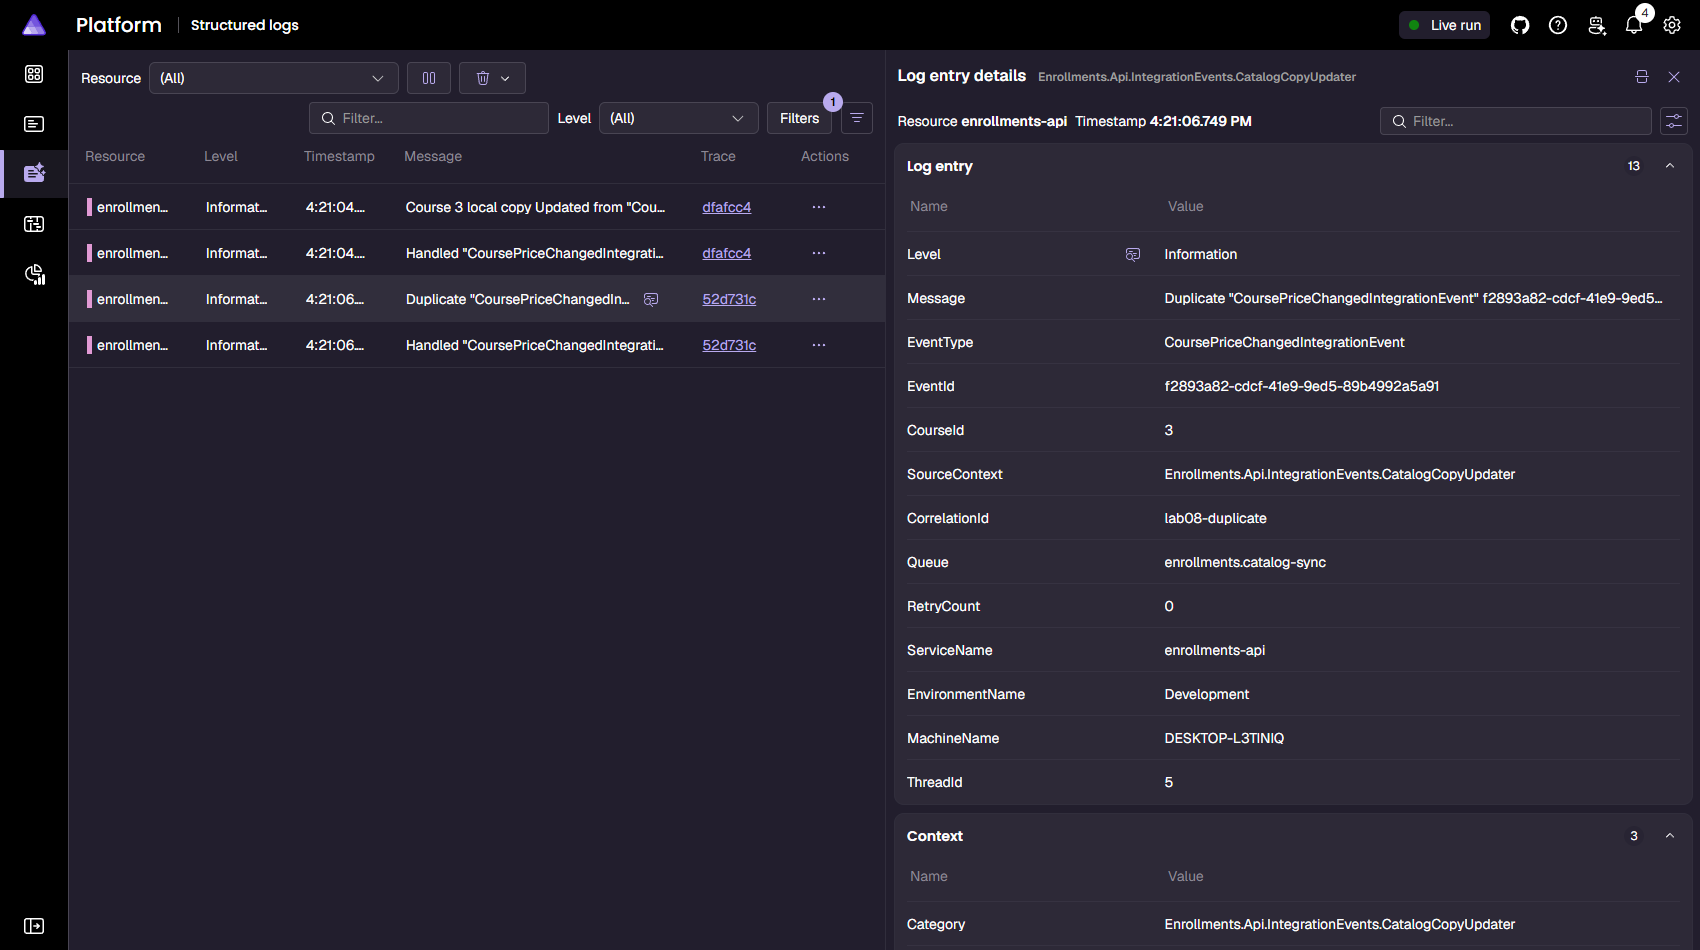 Platform
Structured logs
Live run
4
Resource
(All)
Filter...
Level
(All)
Filters
1
Resource Level Timestamp Message Trace Actions
enrollmen... Informat... 4:21:04.... Course 3 local copy Updated from "Cou... dfafcc4 ...
enrollmen... Informat... 4:21:04.... Handled "CoursePriceChangedIntegrati... dfafcc4 ...
enrollmen... Informat... 4:21:06.... Duplicate "CoursePriceChangedIn... 52d731c ...
enrollmen... Informat... 4:21:06.... Handled "CoursePriceChangedIntegrati... 52d731c ...
Log entry details Enrollments.Api.IntegrationEvents.CatalogCopyUpdater
Resource enrollments-api Timestamp 4:21:06.749 PM
Filter...
Log entry 13
Name Value
Level Information
Message Duplicate "CoursePriceChangedIntegrationEvent" f2893a82-cdcf-41e9-9ed5...
EventType CoursePriceChangedIntegrationEvent
EventId f2893a82-cdcf-41e9-9ed5-89b4992a5a91
CourseId 3
SourceContext Enrollments.Api.IntegrationEvents.CatalogCopyUpdater
CorrelationId lab08-duplicate
Queue enrollments.catalog-sync
RetryCount 0
ServiceName enrollments-api
EnvironmentName Development
MachineName DESKTOP-L3TINIQ
ThreadId 5
Context 3
Name Value
Category Enrollments.Api.IntegrationEvents.CatalogCopyUpdater